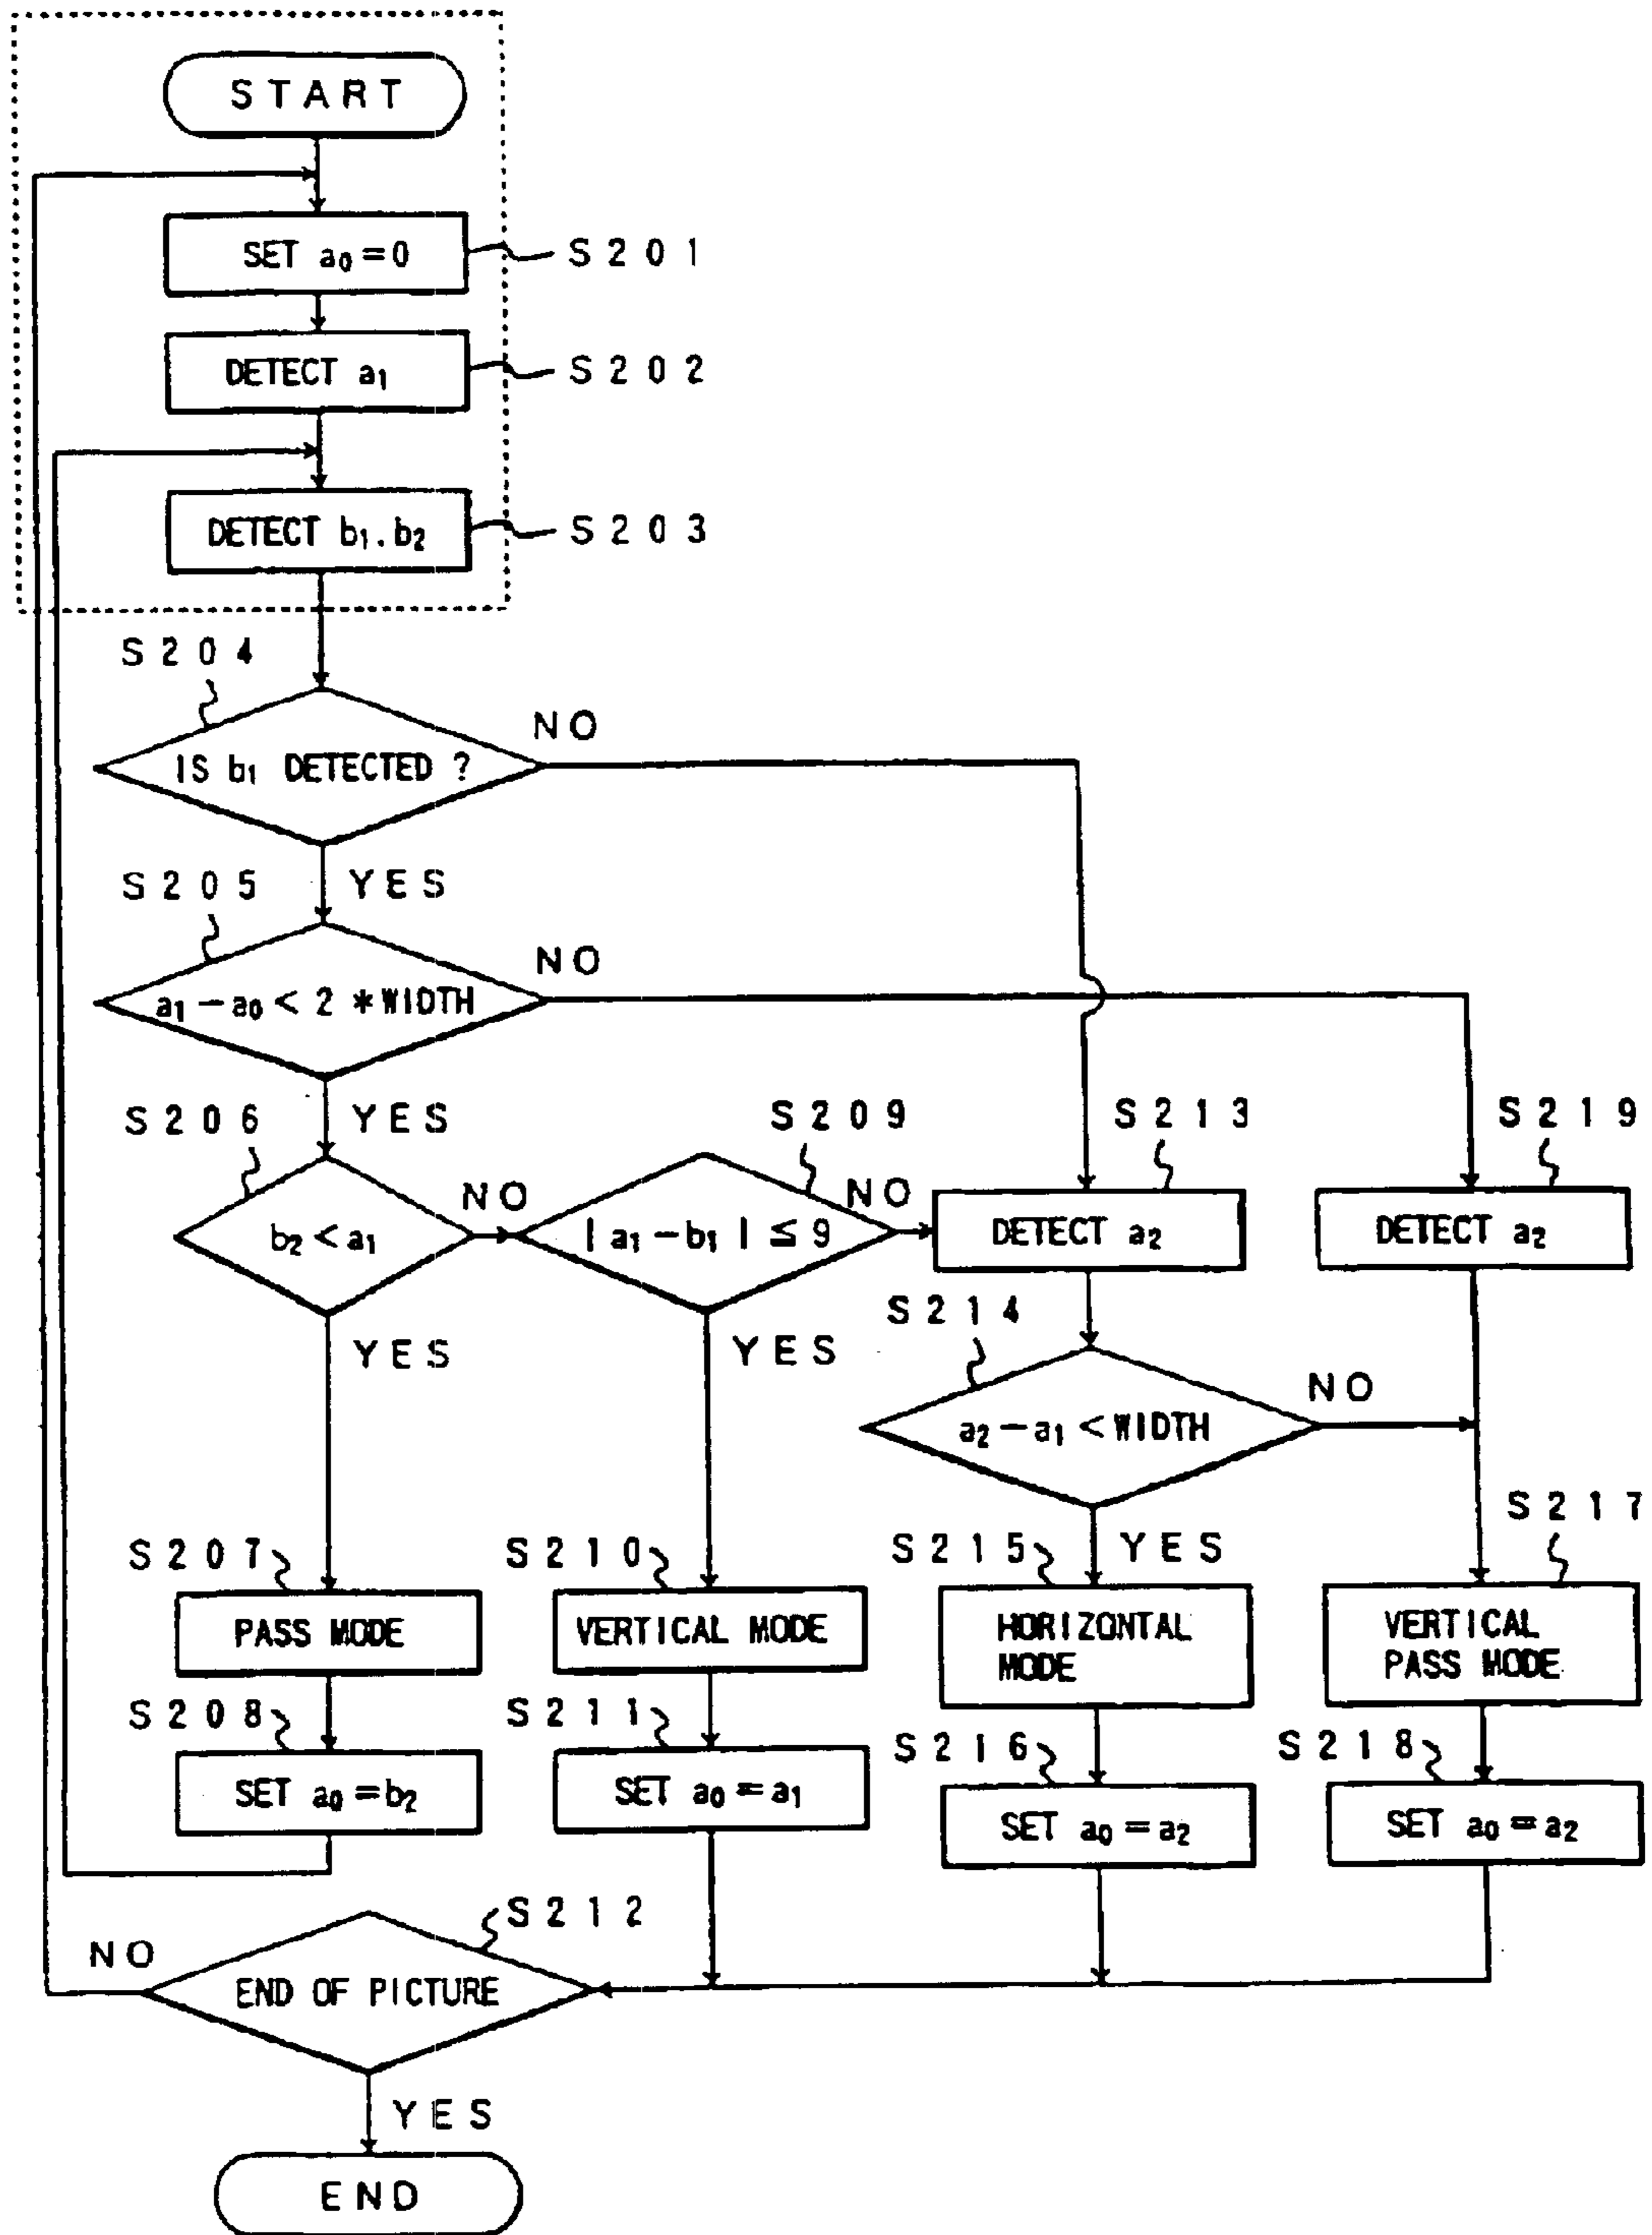 START
SET a₀=0
S201
DETECT a₁
S202
DETECT b₁.b₂
S203
S204
IS b₁ DETECTED ?
NO
YES
S205
a₁−a₀<2*WIDTH
NO
YES
S206
b₂<a₁
NO
YES
S209
|a₁−b₁|≤9
NO
YES
S213
DETECT a₂
S219
DETECT a₂
S214
a₂−a₁<WIDTH
NO
YES
S207
PASS MODE
S210
VERTICAL MODE
S215
HORIZONTAL
MODE
S217
VERTICAL
PASS MODE
S208
SET a₀=b₂
S211
SET a₀=a₁
S216
SET a₀=a₂
S218
SET a₀=a₂
S212
END OF PICTURE
NO
YES
END